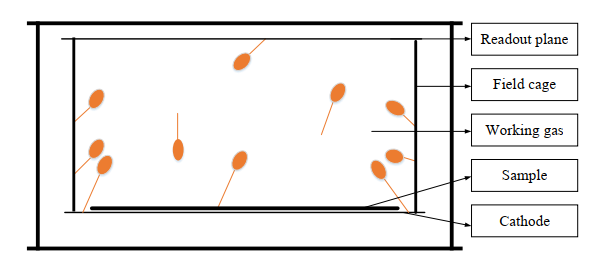 Readout plane
Field cage
Working gas
Sample
Cathode